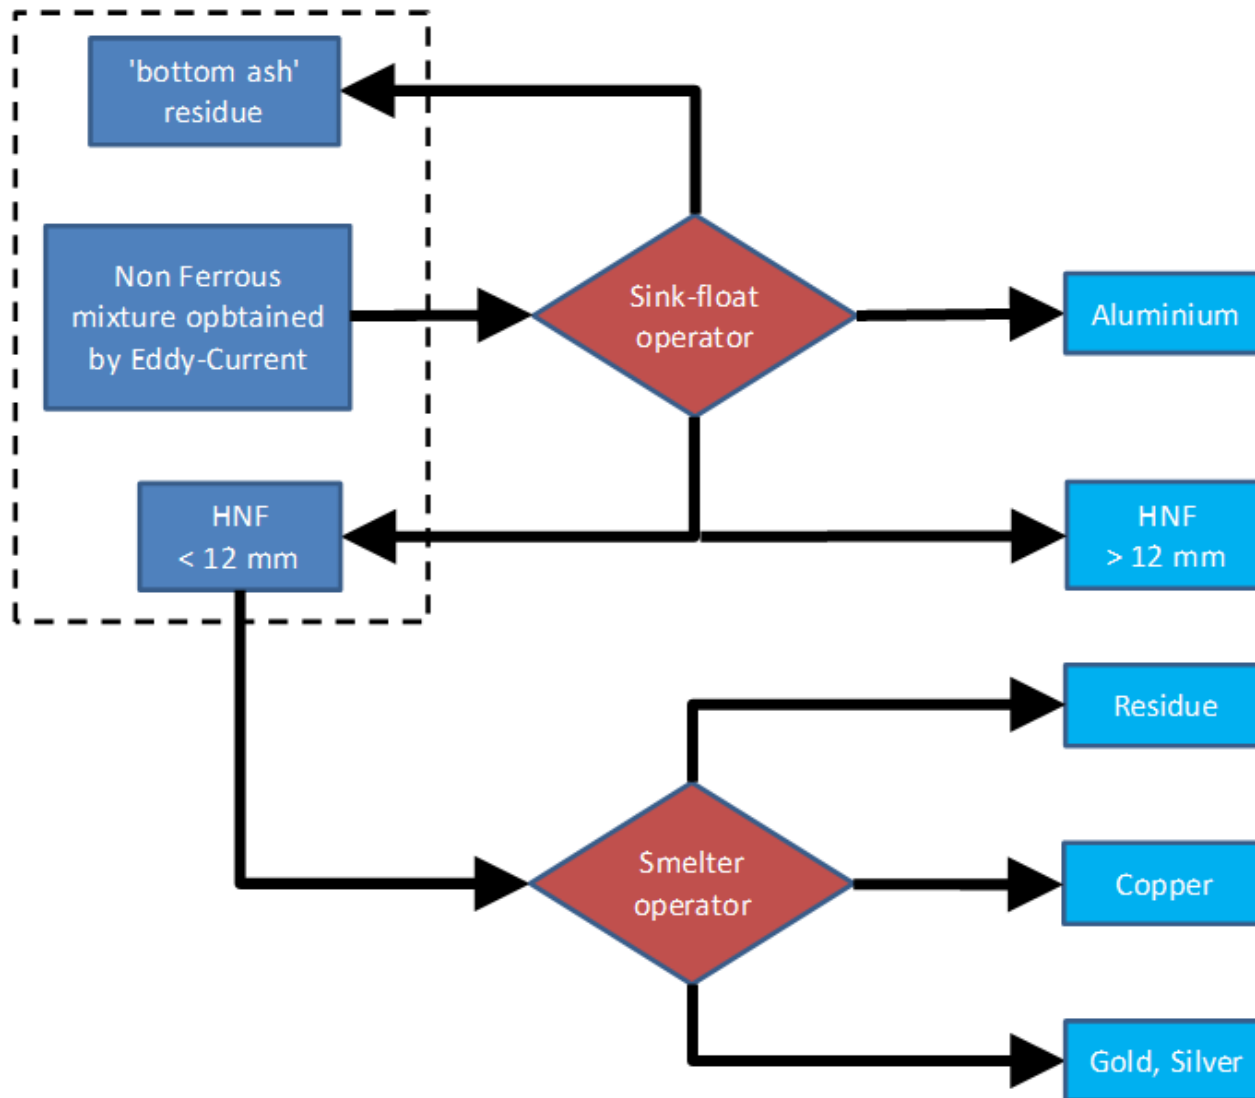 'bottom ash'
residue
Non Ferrous
mixture opbtained
by Eddy-Current
Sink-float
operator
Aluminium
HNF
< 12 mm
HNF
> 12 mm
Residue
Smelter
operator
Copper
Gold, Silver